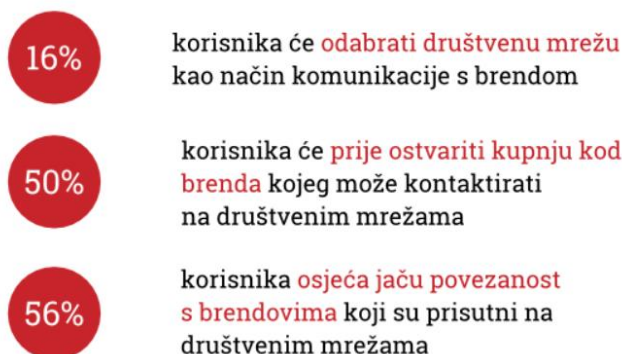 16%
korisnika će odabrati društvenu mrežu
kao način komunikacije s brendom
50%
korisnika će prije ostvariti kupnju kod
brenda kojeg može kontaktirati
na društvenim mrežama
56%
korisnika osjeća jaču povezanost
s brendovima koji su prisutni na
društvenim mrežama